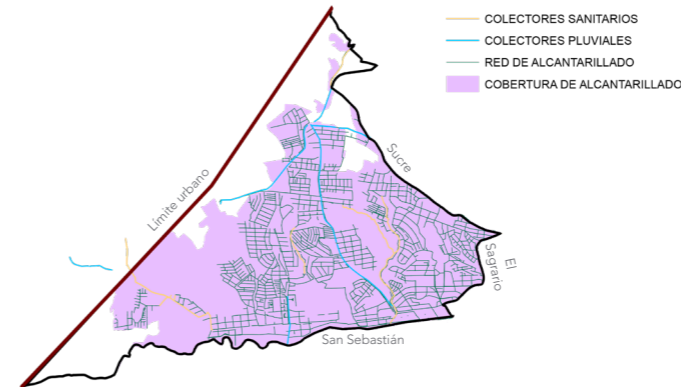 COLECTORES SANITARIOS
COLECTORES PLUVIALES
RED DE ALCANTARILLADO
COBERTURA DE ALCANTARILLADO
Sucre
Límite urbano
El
Sagrario
San Sebastián